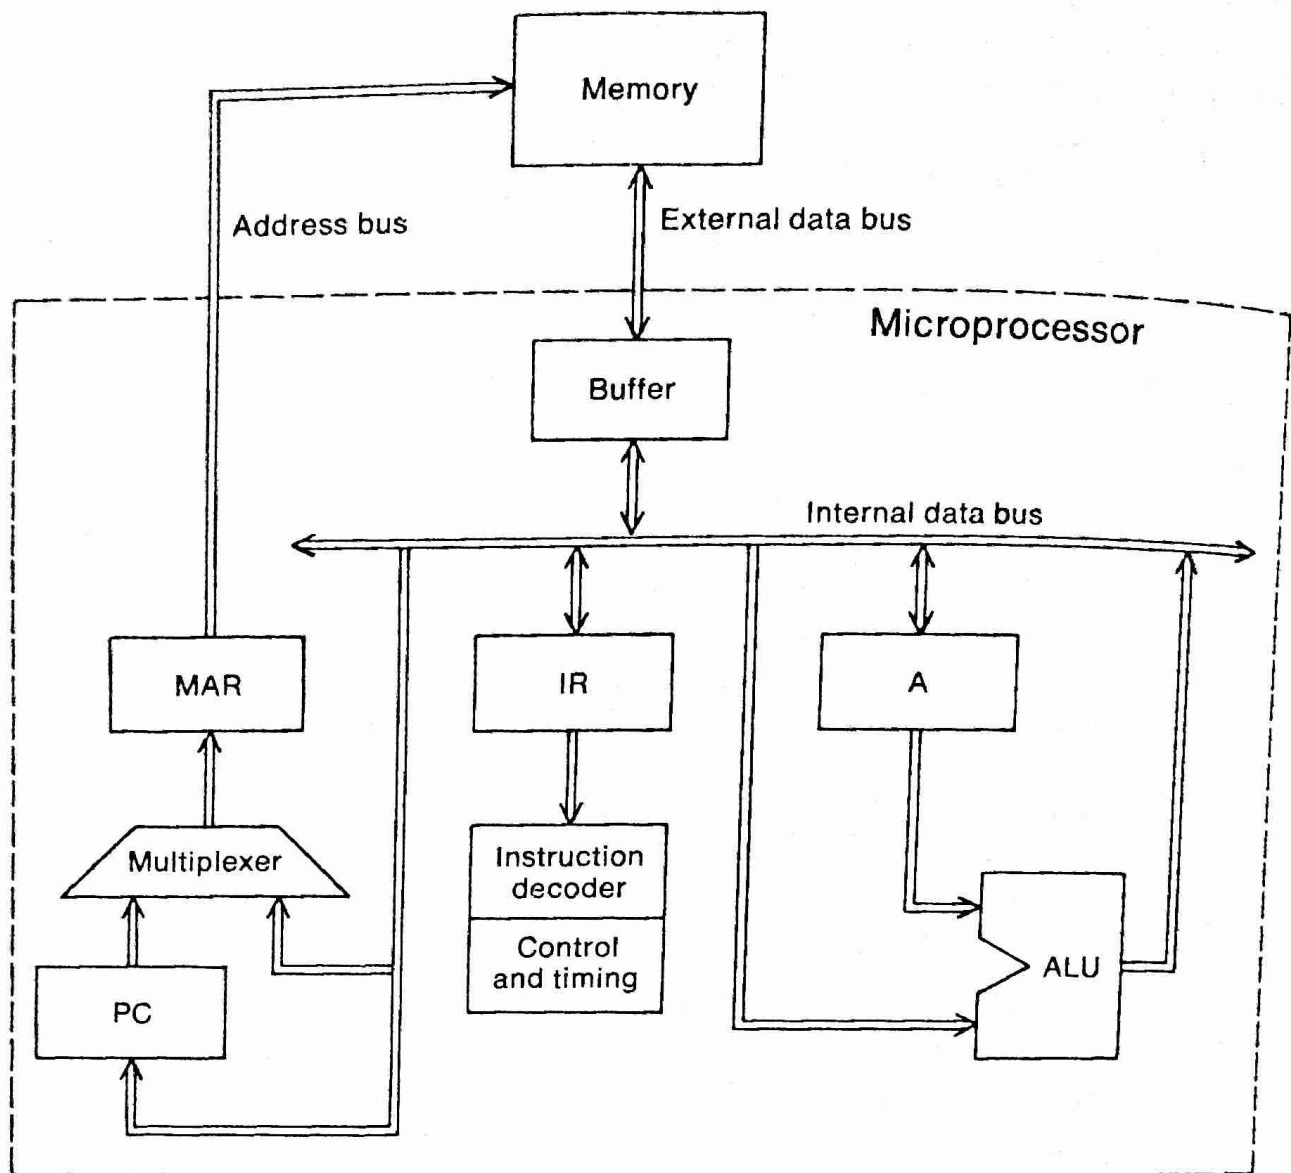 Memory
Address bus
External data bus
Microprocessor
Buffer
Internal data bus
MAR
IR
A
Multiplexer
Instruction
decoder
Control
and timing
PC
ALU